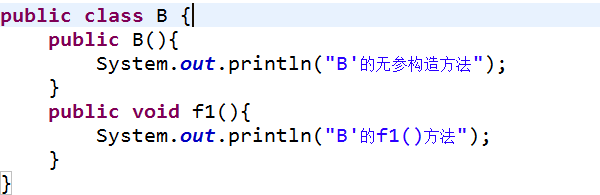 public class B {
    public B(){
        System.out.println("B'的无参构造方法");
    }
    public void f1(){
        System.out.println("B'的f1()方法");
    }
}